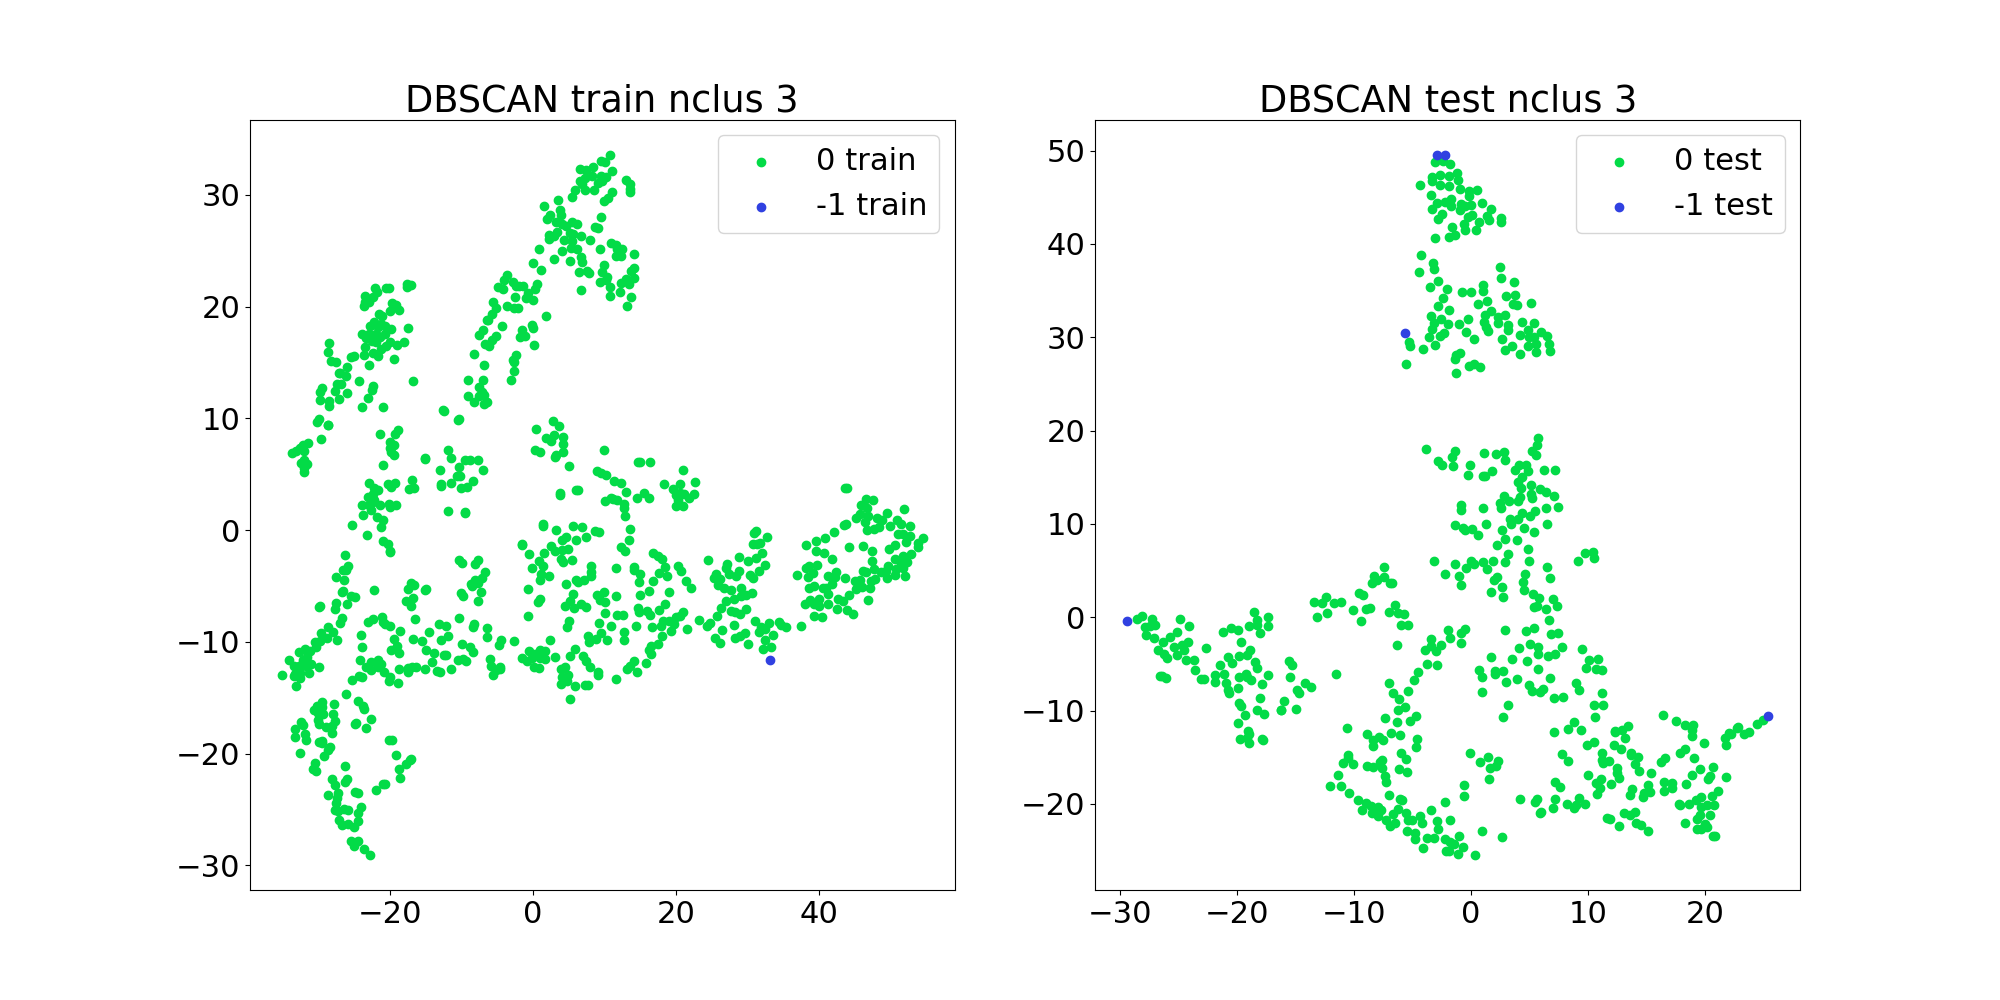 DBSCAN train nclus 3
0 train
-1 train
30
20
10
0
−10
−20
−30
−20 0 20 40
DBSCAN test nclus 3
0 test
-1 test
50
40
30
20
10
0
−10
−20
−30 −20 −10 0 10 20